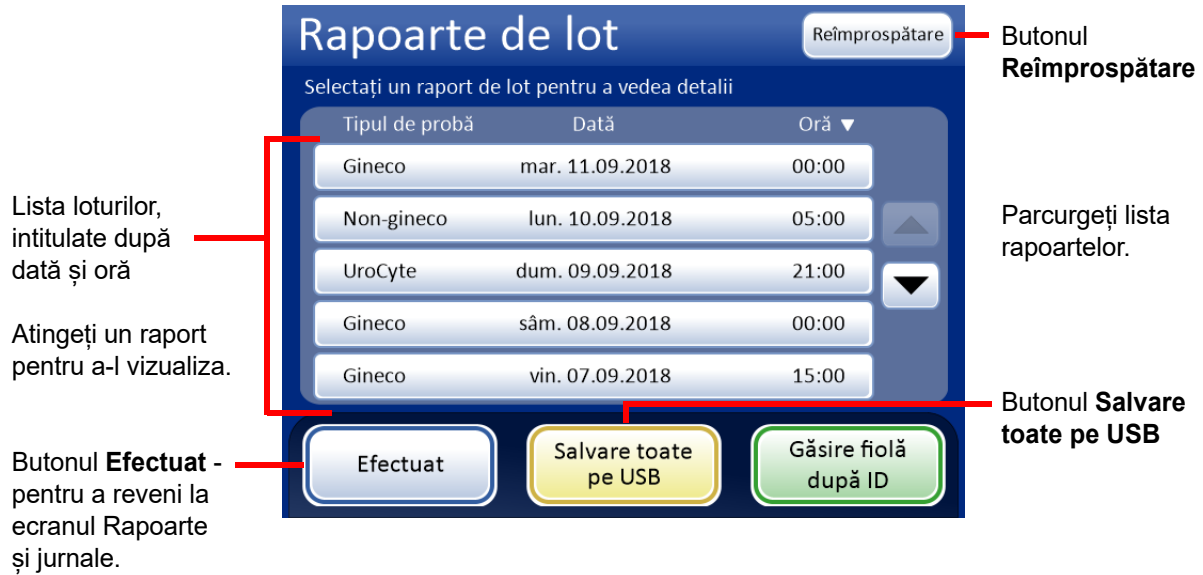 Rapoarte de lot
Reîmprospătare
Selectați un raport de lot pentru a vedea detalii
Tipul de probă Dată Oră ▼
Gineco mar. 11.09.2018 00:00
Non-gineco lun. 10.09.2018 05:00
UroCyte dum. 09.09.2018 21:00
Gineco sâm. 08.09.2018 00:00
Gineco vin. 07.09.2018 15:00
Efectuat
Salvare toate
pe USB
Găsire fiolă
după ID
Lista loturilor,
intitulate după
dată și oră
Atingeți un raport
pentru a-l vizualiza.
Butonul Efectuat -
pentru a reveni la
ecranul Rapoarte
și jurnale.
Butonul
Reîmprospătare
Parcurgeți lista
rapoartelor.
Butonul Salvare
toate pe USB